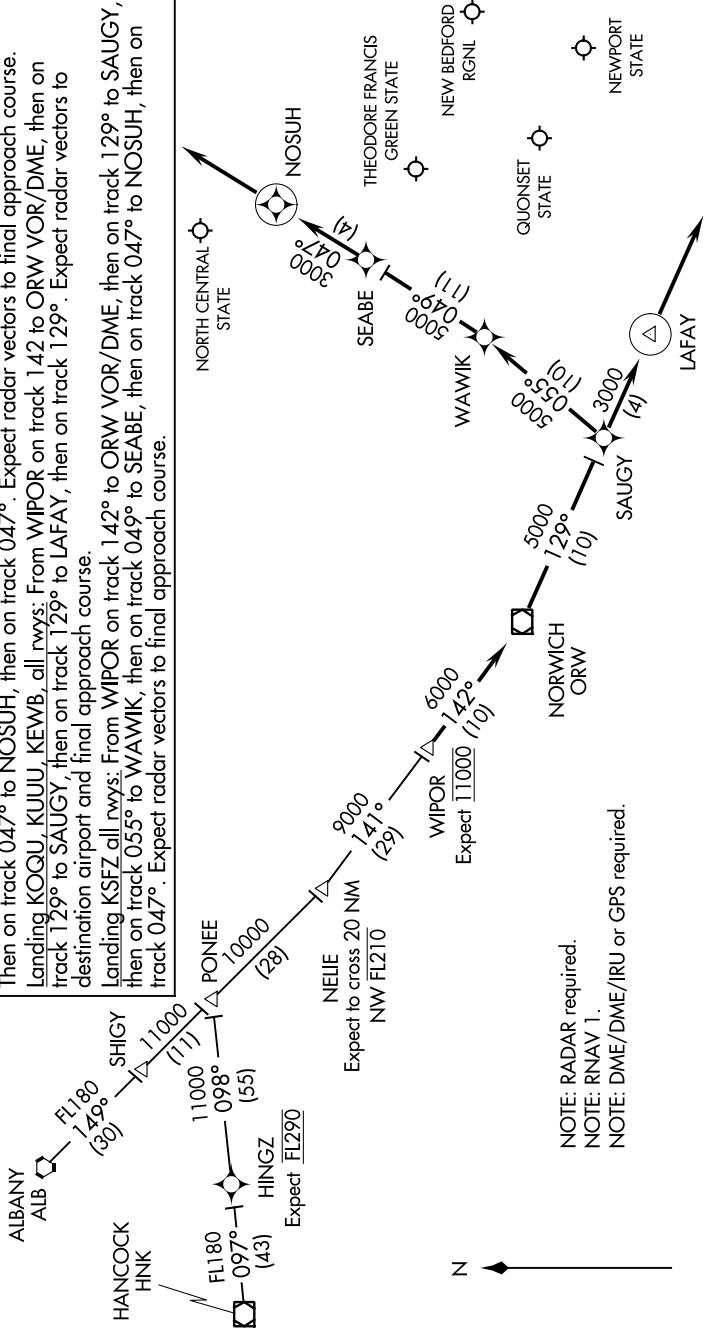 Then on track 047° to NOSUH, then on track 047°. Expect radar vectors to final approach course.
Landing KOQU, KUUU, KEWB, all rwys: From WIPOR on track 142 to ORW VOR/DME, then on
track 129° to SAUGY, then on track 129° to LAFAY, then on track 129°. Expect radar vectors to
destination airport and final approach course.
Landing KSFZ all rwys: From WIPOR on track 142° to ORW VOR/DME, then on track 129° to SAUGY,
then on track 055° to WAWIK, then on track 049° to SEABE, then on track 047° to NOSUH, then on
track 047°. Expect radar vectors to final approach course.
ALBANY
ALB
FL180
149°
(30)
SHIGY
11000
(11)
HANCOCK
HNK
FL180
097°
(43)
HINGZ
Expect FL290
11000
098°
(55)
PONEE
10000
(28)
NELIE
Expect to cross 20 NM
NW FL210
9000
141°
(29)
WIPOR
Expect 11000
6000
142°
(10)
NORWICH
ORW
5000
129°
(10)
SAUGY
3000
(4)
LAFAY
5000
055°
(10)
WAWIK
5000
049°
(11)
SEABE
3000
047°
(4)
NOSUH
NORTH CENTRAL
STATE
THEODORE FRANCIS
GREEN STATE
NEW BEDFORD
RGNL
QUONSET
STATE
NEWPORT
STATE
N
NOTE: RADAR required.
NOTE: RNAV 1.
NOTE: DME/DME/IRU or GPS required.